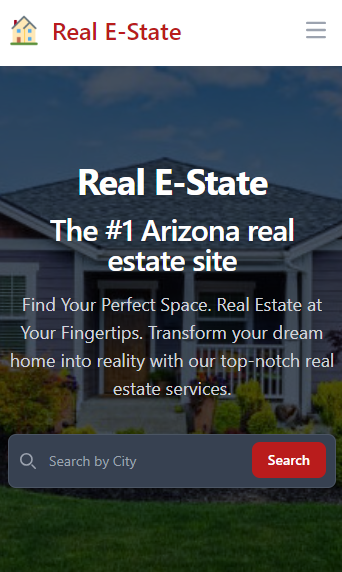 Real E-State
Real E-State
The #1 Arizona real
estate site
Find Your Perfect Space. Real Estate at
Your Fingertips. Transform your dream
home into reality with our top-notch real
estate services.
Search by City
Search